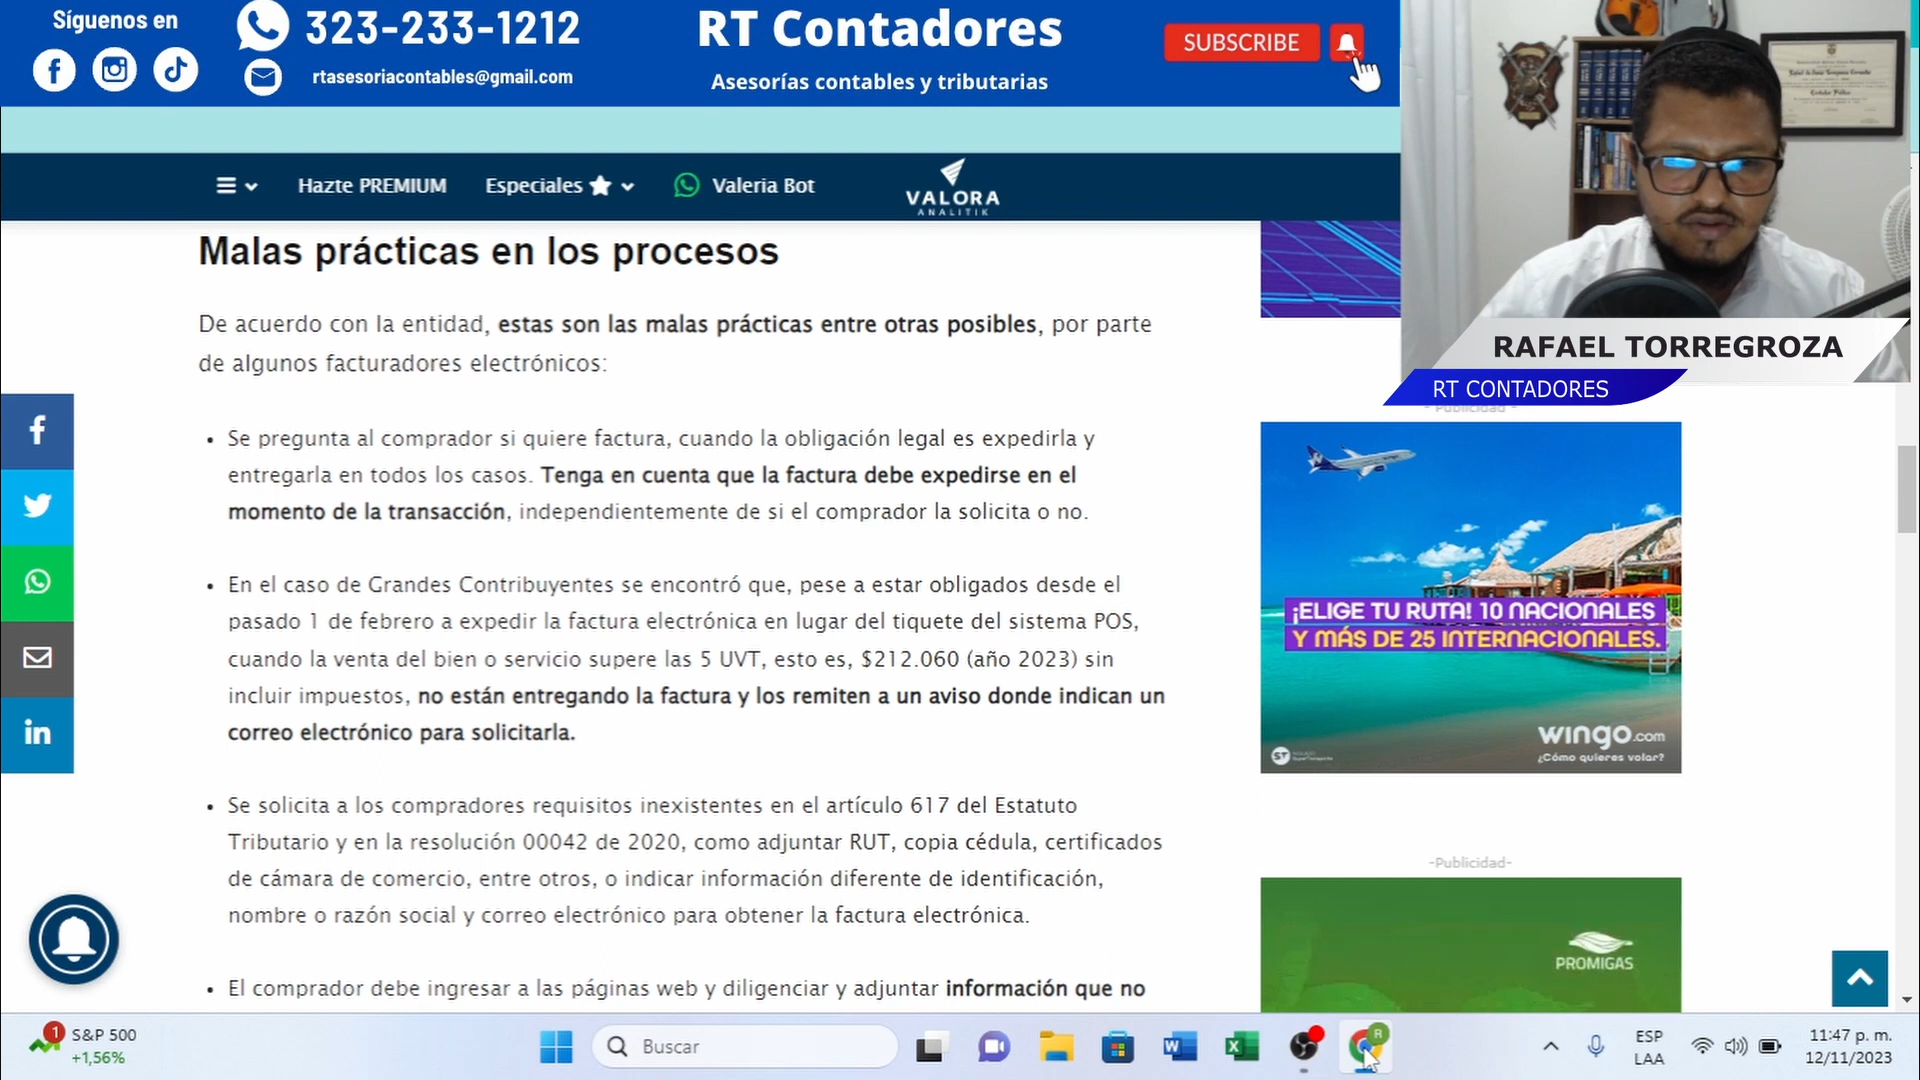 Síguenos en
323-233-1212
rtasesoriacontables@gmail.com
RT Contadores
Asesorías contables y tributarias
SUBSCRIBE
Hazte PREMIUM
Especiales
Valeria Bot
VALORA
ANALITIK
RAFAEL TORREGROZA
RT CONTADORES
Malas prácticas en los procesos
De acuerdo con la entidad, estas son las malas prácticas entre otras posibles, por parte
de algunos facturadores electrónicos:
• Se pregunta al comprador si quiere factura, cuando la obligación legal es expedirla y
entregarla en todos los casos. Tenga en cuenta que la factura debe expedirse en el
momento de la transacción, independientemente de si el comprador la solicita o no.
• En el caso de Grandes Contribuyentes se encontró que, pese a estar obligados desde el
pasado 1 de febrero a expedir la factura electrónica en lugar del tiquete del sistema POS,
cuando la venta del bien o servicio supere las 5 UVT, esto es, $212.060 (año 2023) sin
incluir impuestos, no están entregando la factura y los remiten a un aviso donde indican un
correo electrónico para solicitarla.
• Se solicita a los compradores requisitos inexistentes en el artículo 617 del Estatuto
Tributario y en la resolución 00042 de 2020, como adjuntar RUT, copia cédula, certificados
de cámara de comercio, entre otros, o indicar información diferente de identificación,
nombre o razón social y correo electrónico para obtener la factura electrónica.
• El comprador debe ingresar a las páginas web y diligenciar y adjuntar información que no
- Publicidad -
¡ELIGE TU RUTA! 10 NACIONALES
Y MÁS DE 25 INTERNACIONALES.
wingo.com
¿Cómo quieres volar?
-Publicidad-
PROMIGAS
1
S&P 500
+1,56%
Buscar
R
ESP
LAA
11:47 p. m.
12/11/2023